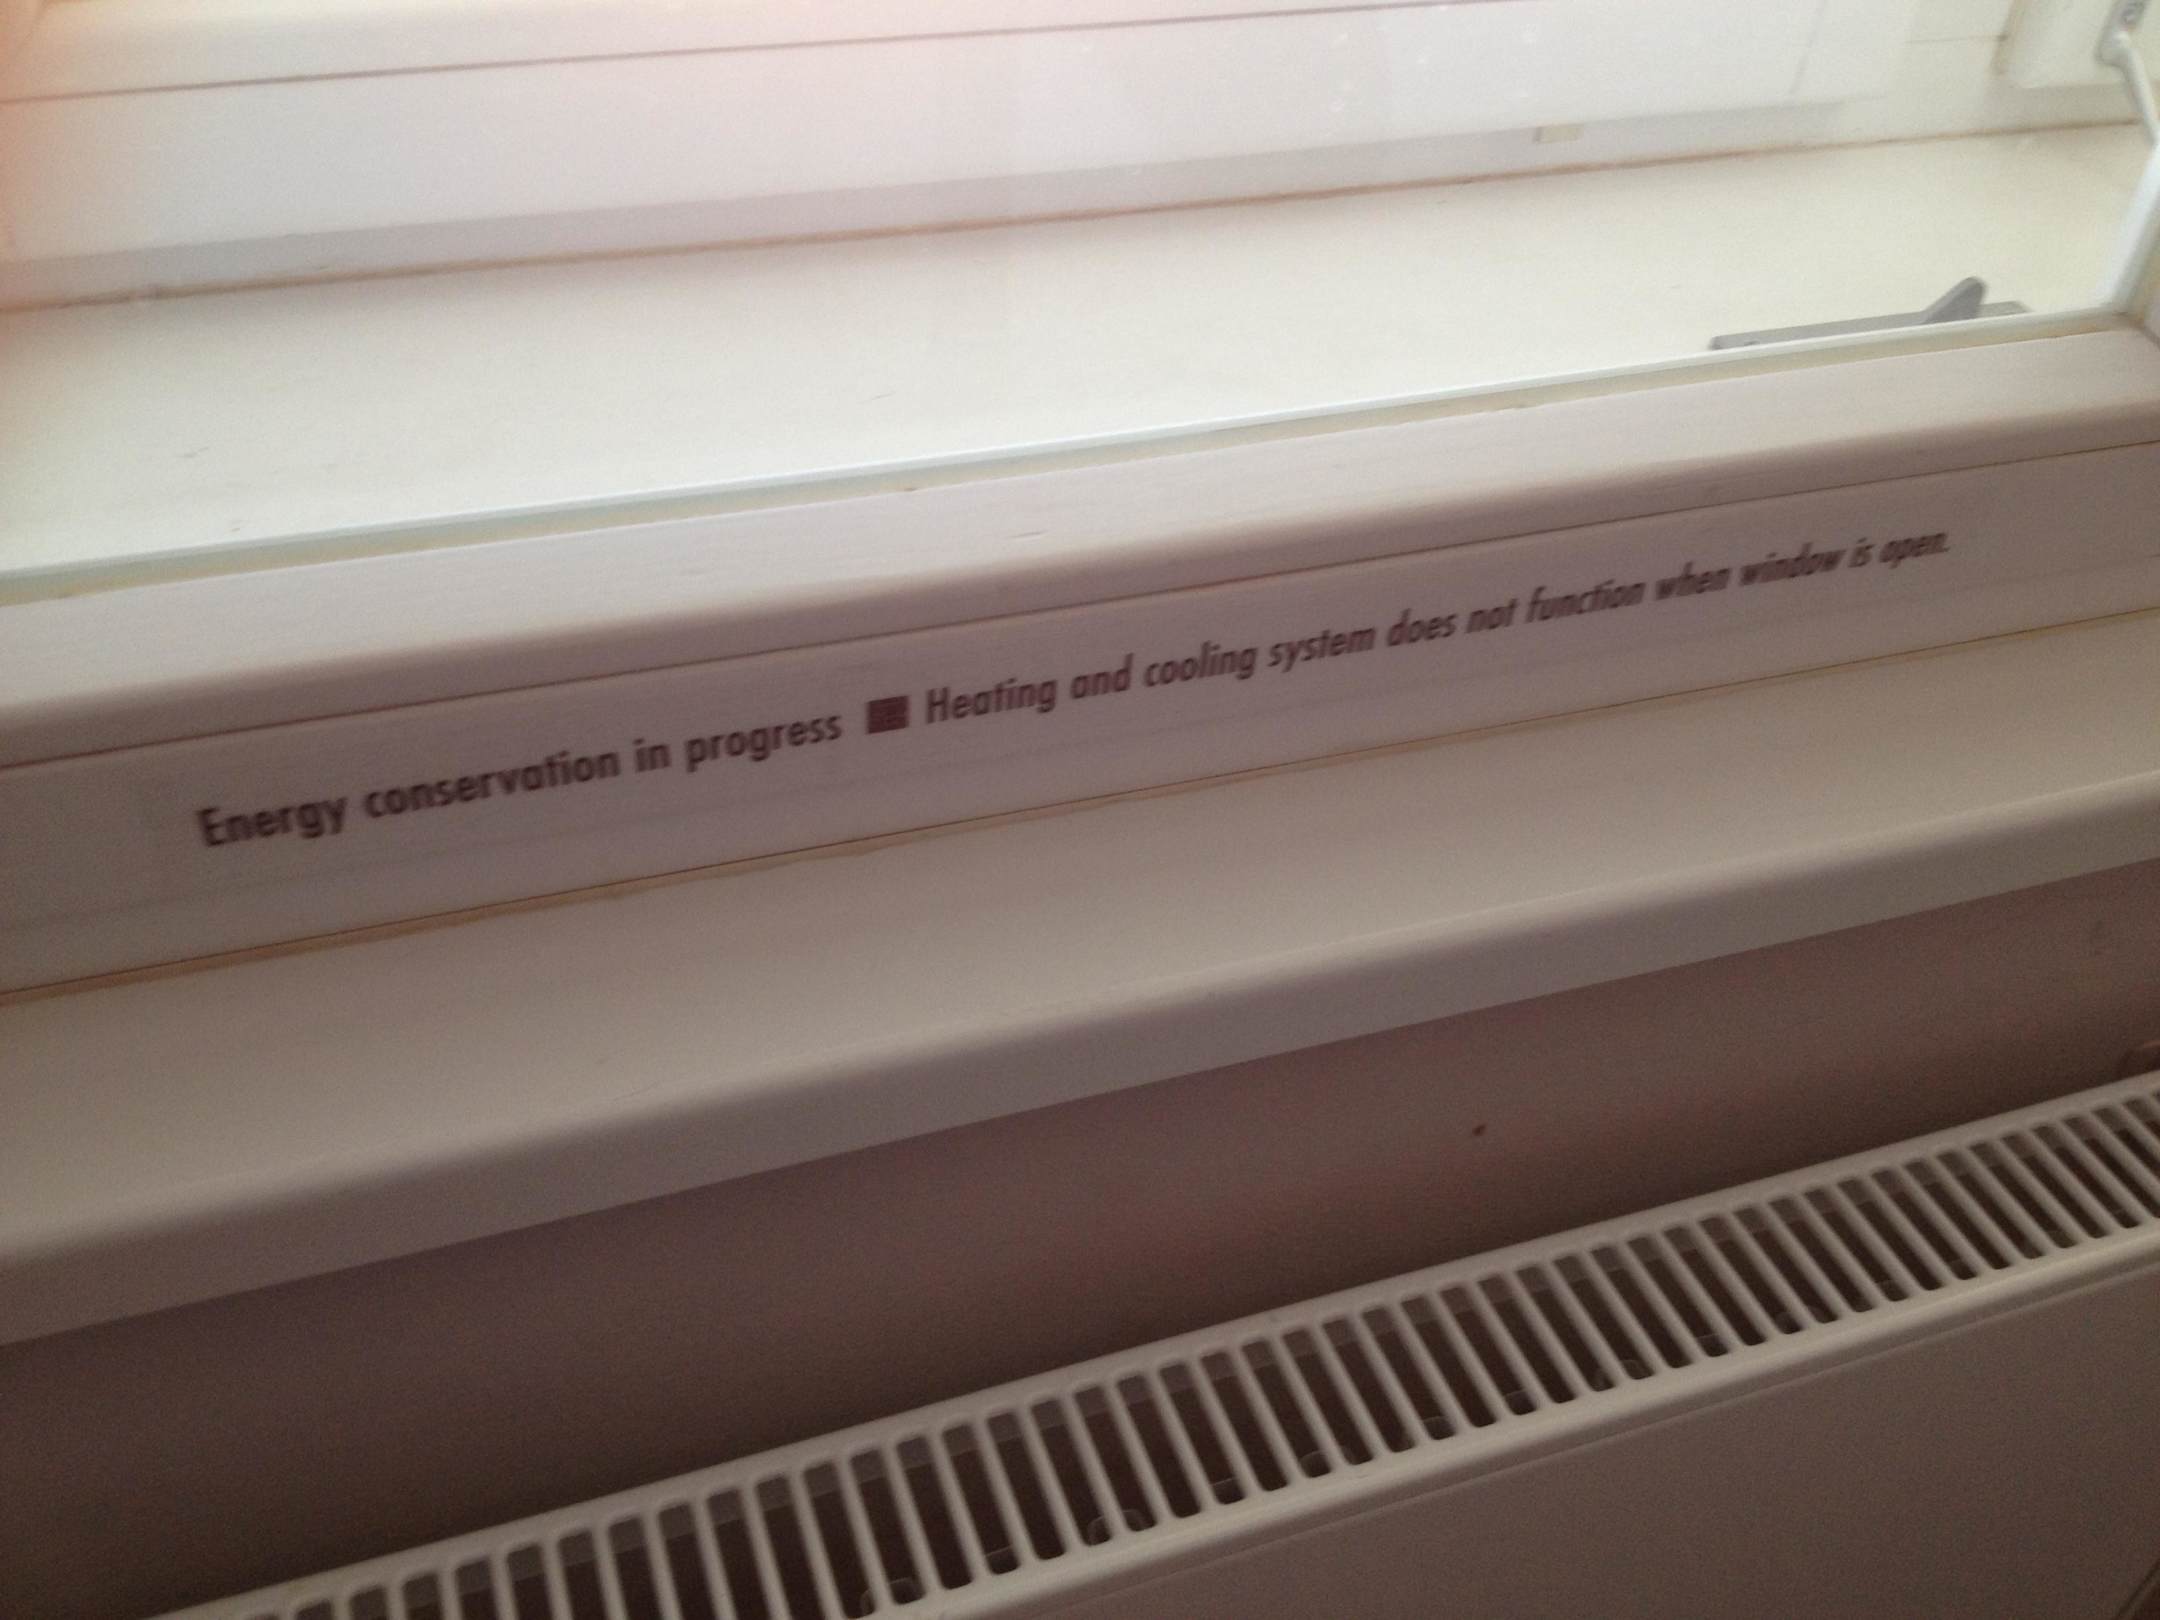 Energy conservation in progress Heating and cooling system does not function when window is open.